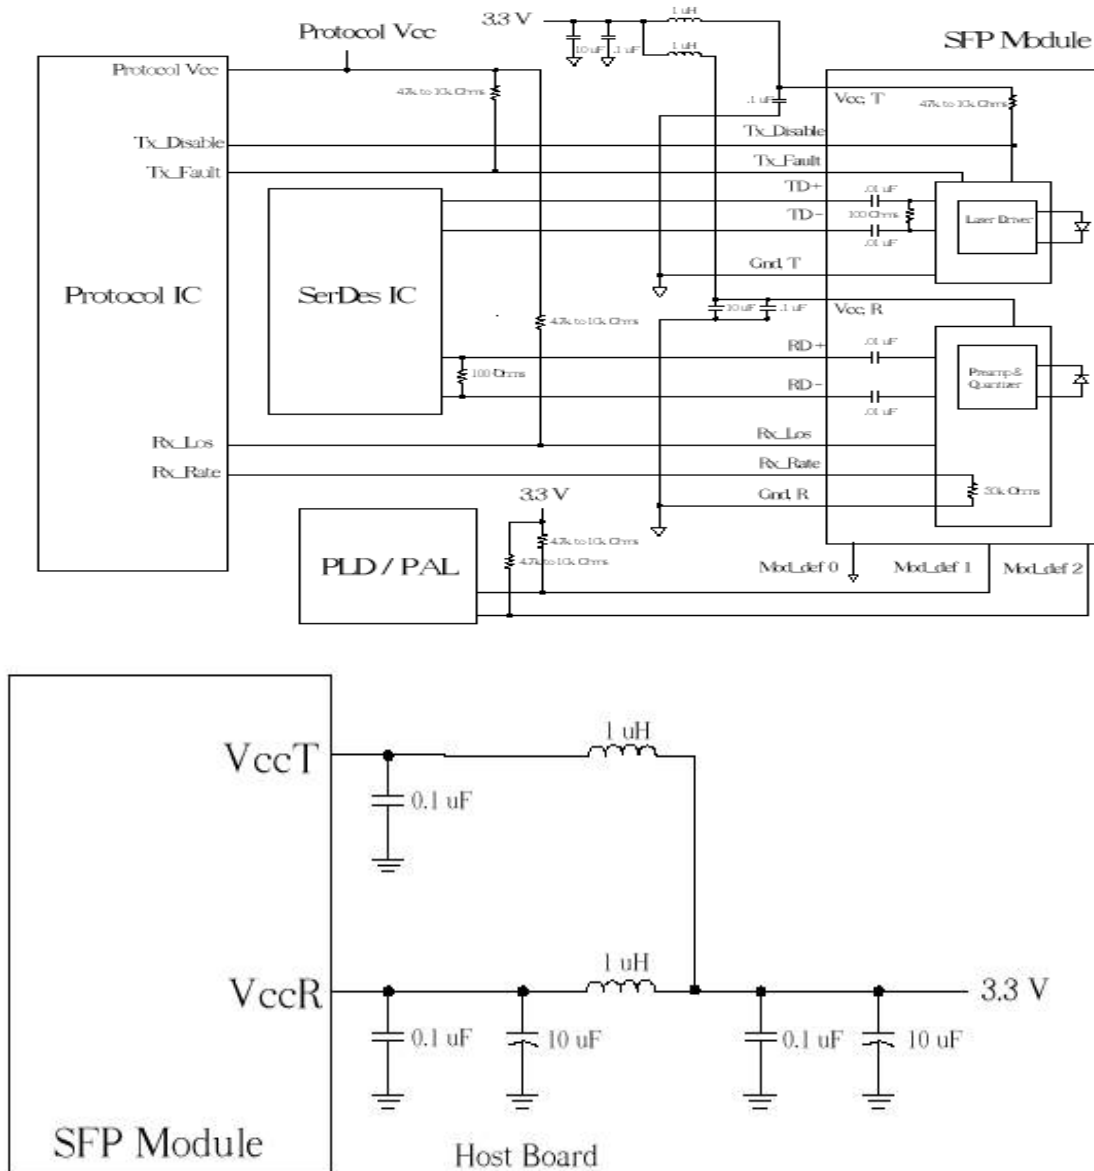 3.3 V
1 uH
SFP Module
Protocol Vcc
10 uF
.1 uF
1 uH
Protocol Vcc
4.7k to 10k Ohms
.1 uF
Vcc, T
4.7k to 10k Ohms
Tx_Disable
Tx_Disable
Tx_Fault
Tx_Fault
TD+
.01 uF
TD-
100 Ohms
Laser Driver
.01 uF
Gnd, T
Protocol IC
SerDes IC
10 uF
.1 uF
Vcc, R
4.7k to 10k Ohms
RD+
.01 uF
100 Ohms
RD-
Preamp &
Quantizer
.01 uF
Rx_Los
Rx_Los
Rx_Rate
Rx_Rate
3.3 V
Gnd, R
30k Ohms
4.7k to 10k Ohms
4.7k to 10k Ohms
PLD / PAL
Mod_def 0
Mod_def 1
Mod_def 2
1 uH
VccT
0.1 uF
1 uH
VccR
3.3 V
0.1 uF
10 uF
0.1 uF
10 uF
SFP Module
Host Board